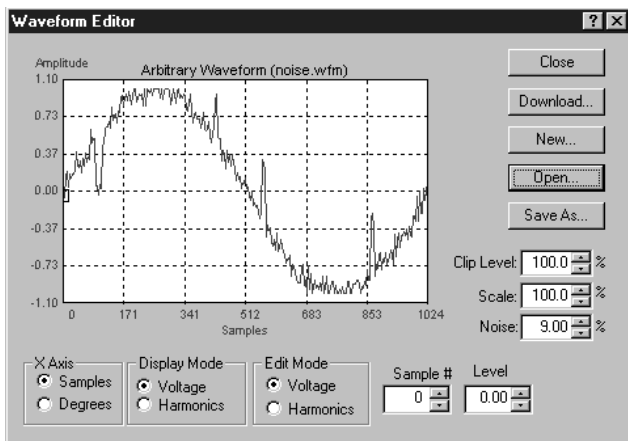 Waveform Editor
Amplitude
Arbitrary Waveform (noise.wfm)
1.10
0.73
0.37
0.00
-0.37
-0.73
-1.10
0 171 341 512 683 853 1024
Samples
Close
Download...
New...
Open...
Save As...
Clip Level: 100.0 %
Scale: 100.0 %
Noise: 9.00 %
X Axis
Samples
Degrees
Display Mode
Voltage
Harmonics
Edit Mode
Voltage
Harmonics
Sample # Level
0 0.00